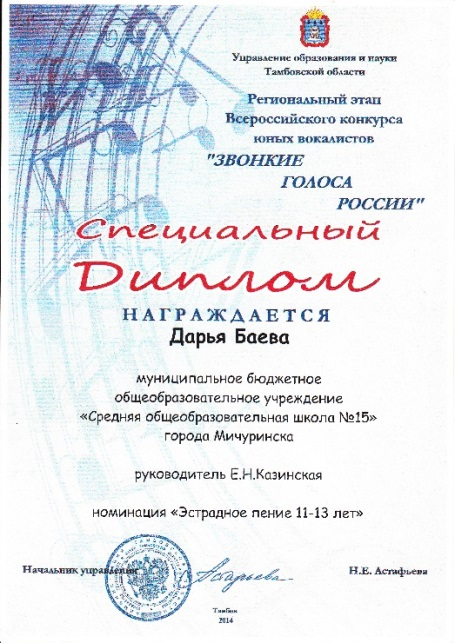 Управление образования и науки
Тамбовской области
Региональный этап
Всероссийского конкурса
юных вокалистов
"ЗВОНКИЕ
ГОЛОСА
РОССИИ"
Специальный
Диплом
НАГРАЖДАЕТСЯ
Дарья Баева
муниципальное бюджетное
общеобразовательное учреждение
«Средняя общеобразовательная школа №15»
города Мичуринска
руководитель Е.Н.Казинская
номинация «Эстрадное пение 11-13 лет»
Начальник управления
Н.Е. Астафьева
Тамбов
2014